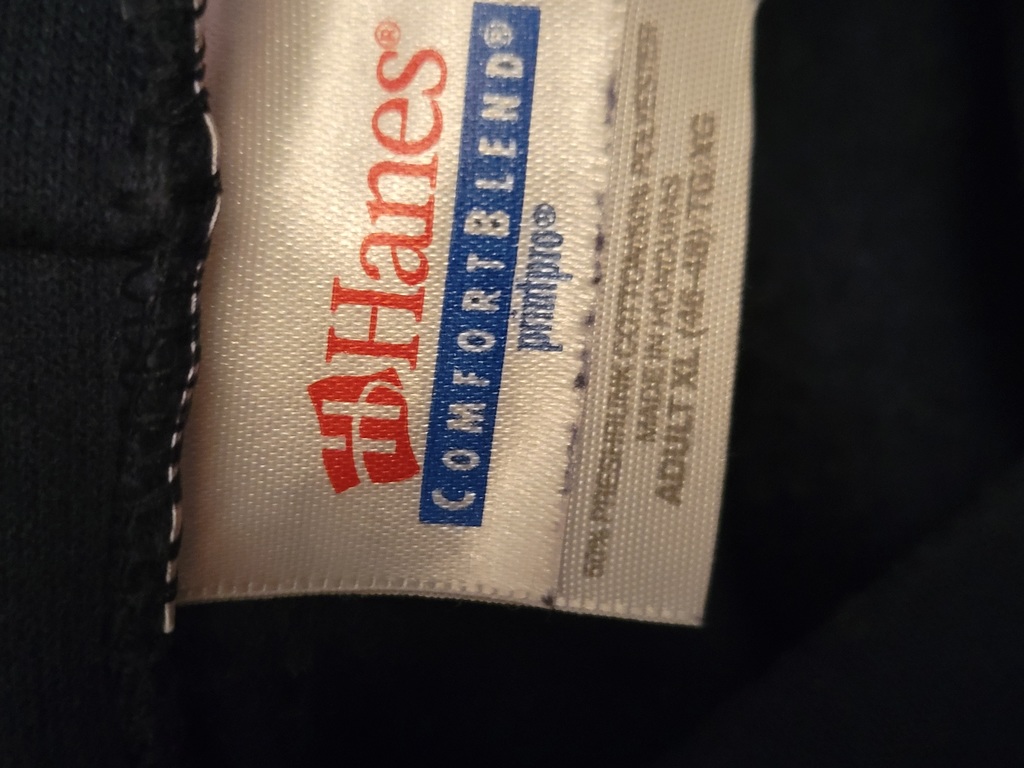 Hanes®
COMFORTBLEND®
printpro®
50% PRESHRUNK COTTON/50% POLYESTER
MADE IN HONDURAS
ADULT XL (46-48) TG.XG